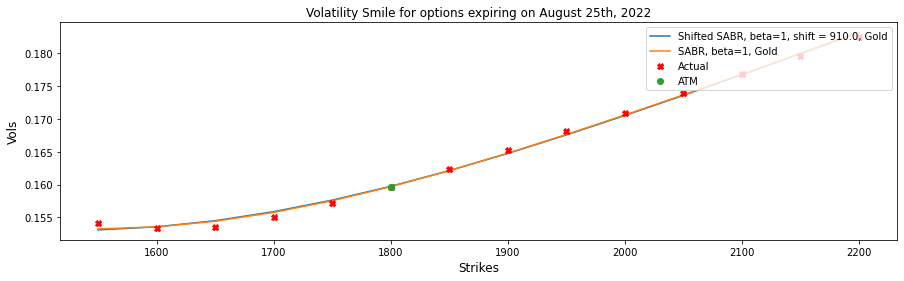 Volatility Smile for options expiring on August 25th, 2022
Shifted SABR, beta=1, shift = 910.0, Gold
SABR, beta=1, Gold
Actual
ATM
Vols
0.180
0.175
0.170
0.165
0.160
0.155
1600
1700
1800
1900
2000
2100
2200
Strikes